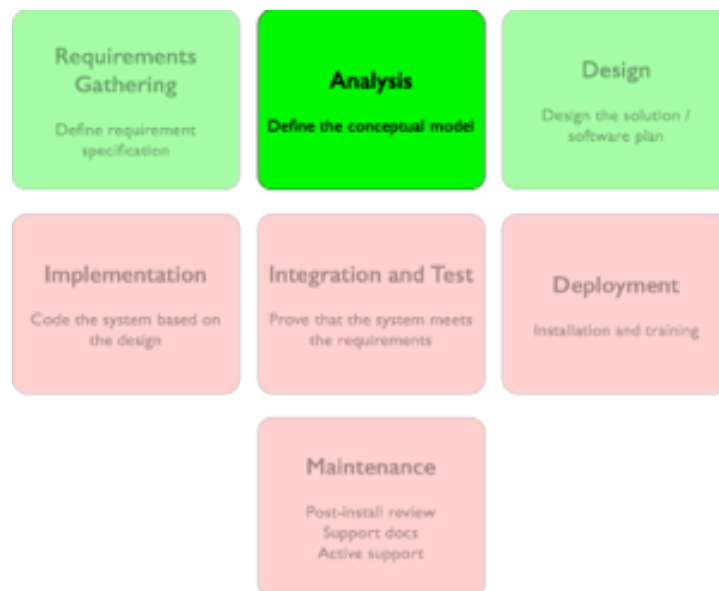 Requirements
Gathering
Define requirement
specification
Analysis
Define the conceptual model
Design
Design the solution /
software plan
Implementation
Code the system based on
the design
Integration and Test
Prove that the system meets
the requirements
Deployment
Installation and training
Maintenance
Post-install review
Support docs
Active support